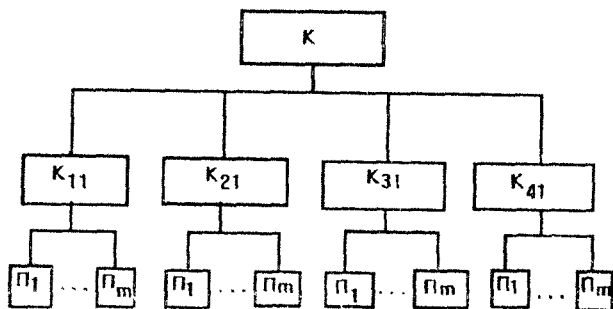 К
К11 К21 К31 К41
П1 ... Пm П1 ... Пm П1 ... Пm П1 ... Пm